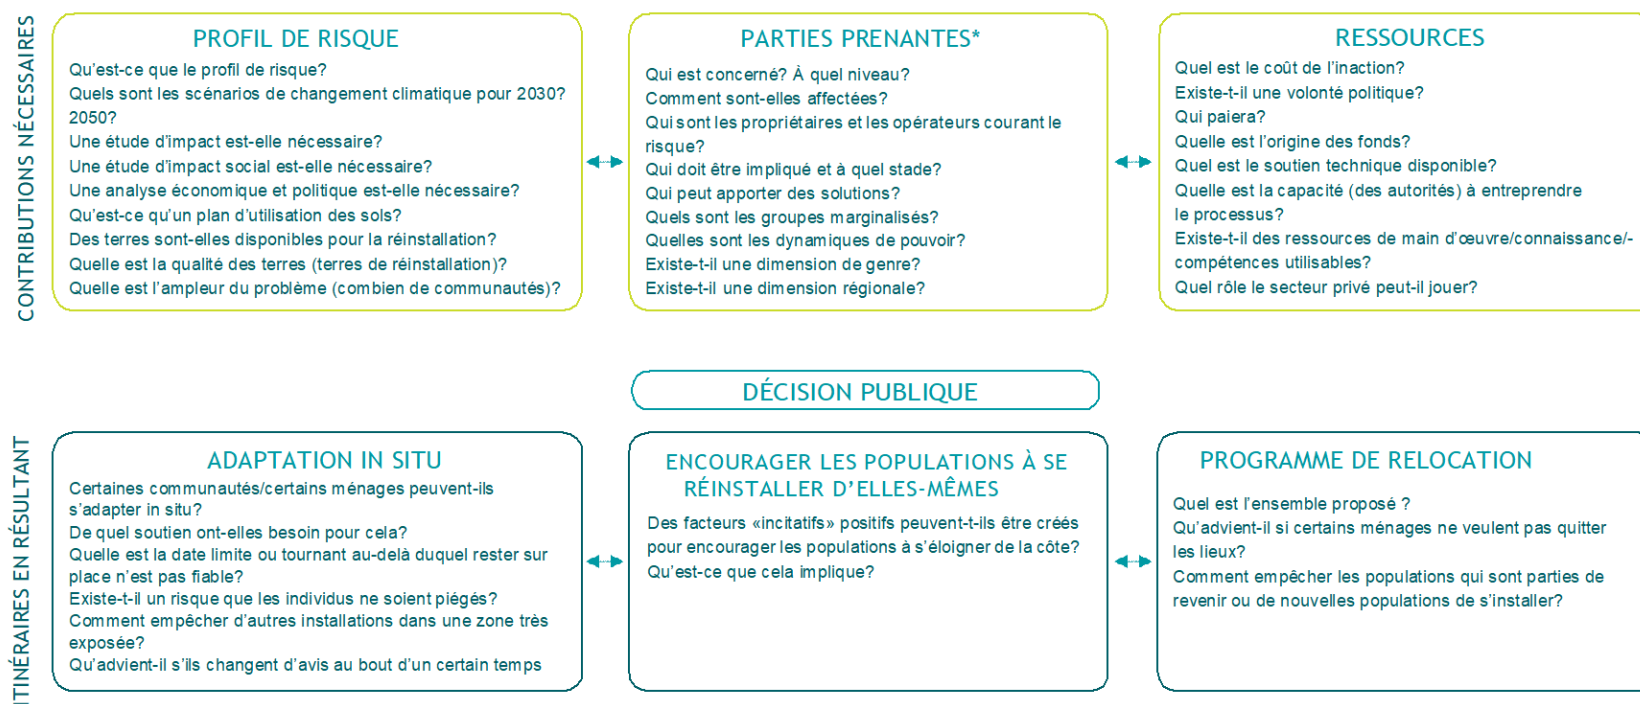 CONTRIBUTIONS NÉCESSAIRES
PROFIL DE RISQUE
Qu'est-ce que le profil de risque?
Quels sont les scénarios de changement climatique pour 2030?
2050?
Une étude d'impact est-elle nécessaire?
Une étude d'impact social est-elle nécessaire?
Une analyse économique et politique est-elle nécessaire?
Qu'est-ce qu'un plan d'utilisation des sols?
Des terres sont-elles disponibles pour la réinstallation?
Quelle est la qualité des terres (terres de réinstallation)?
Quelle est l'ampleur du problème (combien de communautés)?
PARTIES PRENANTES*
Qui est concerné? À quel niveau?
Comment sont-elles affectées?
Qui sont les propriétaires et les opérateurs courant le
risque?
Qui doit être impliqué et à quel stade?
Qui peut apporter des solutions?
Quels sont les groupes marginalisés?
Quelles sont les dynamiques de pouvoir?
Existe-t-il une dimension de genre?
Existe-t-il une dimension régionale?
RESSOURCES
Quel est le coût de l'inaction?
Existe-t-il une volonté politique?
Qui paiera?
Quelle est l'origine des fonds?
Quel est le soutien technique disponible?
Quelle est la capacité (des autorités) à entreprendre
le processus?
Existe-t-il des ressources de main d'œuvre/connaissance/-
compétences utilisables?
Quel rôle le secteur privé peut-il jouer?
DÉCISION PUBLIQUE
ITINÉRAIRES EN RÉSULTANT
ADAPTATION IN SITU
Certaines communautés/certains ménages peuvent-ils
s'adapter in situ?
De quel soutien ont-elles besoin pour cela?
Quelle est la date limite ou tournant au-delà duquel rester sur
place n'est pas fiable?
Existe-t-il un risque que les individus ne soient piégés?
Comment empêcher d'autres installations dans une zone très
exposée?
Qu'advient-il s'ils changent d'avis au bout d'un certain temps
ENCOURAGER LES POPULATIONS À SE
RÉINSTALLER D'ELLES-MÊMES
Des facteurs «incitatifs» positifs peuvent-t-ils être créés
pour encourager les populations à s'éloigner de la côte?
Qu'est-ce que cela implique?
PROGRAMME DE RELOCATION
Quel est l'ensemble proposé ?
Qu'advient-il si certains ménages ne veulent pas quitter
les lieux?
Comment empêcher les populations qui sont parties de
revenir ou de nouvelles populations de s'installer?